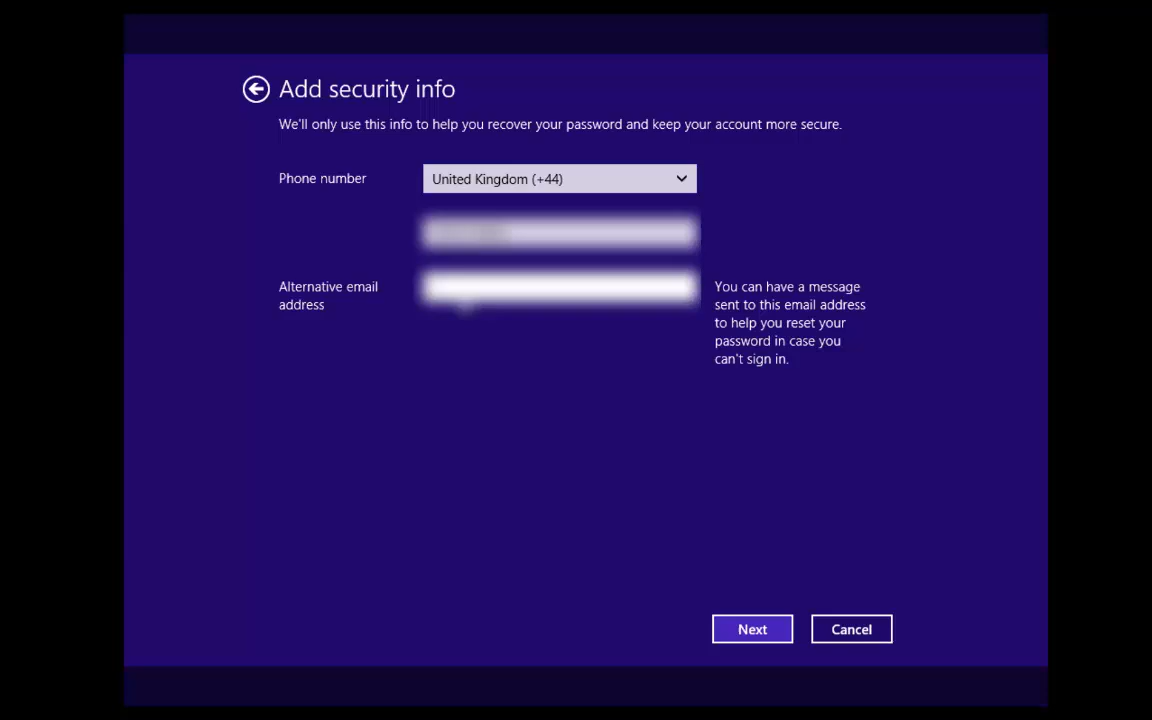 Add security info
We'll only use this info to help you recover your password and keep your account more secure.
Phone number
United Kingdom (+44)
Alternative email
address
You can have a message
sent to this email address
to help you reset your
password in case you
can't sign in.
Next
Cancel